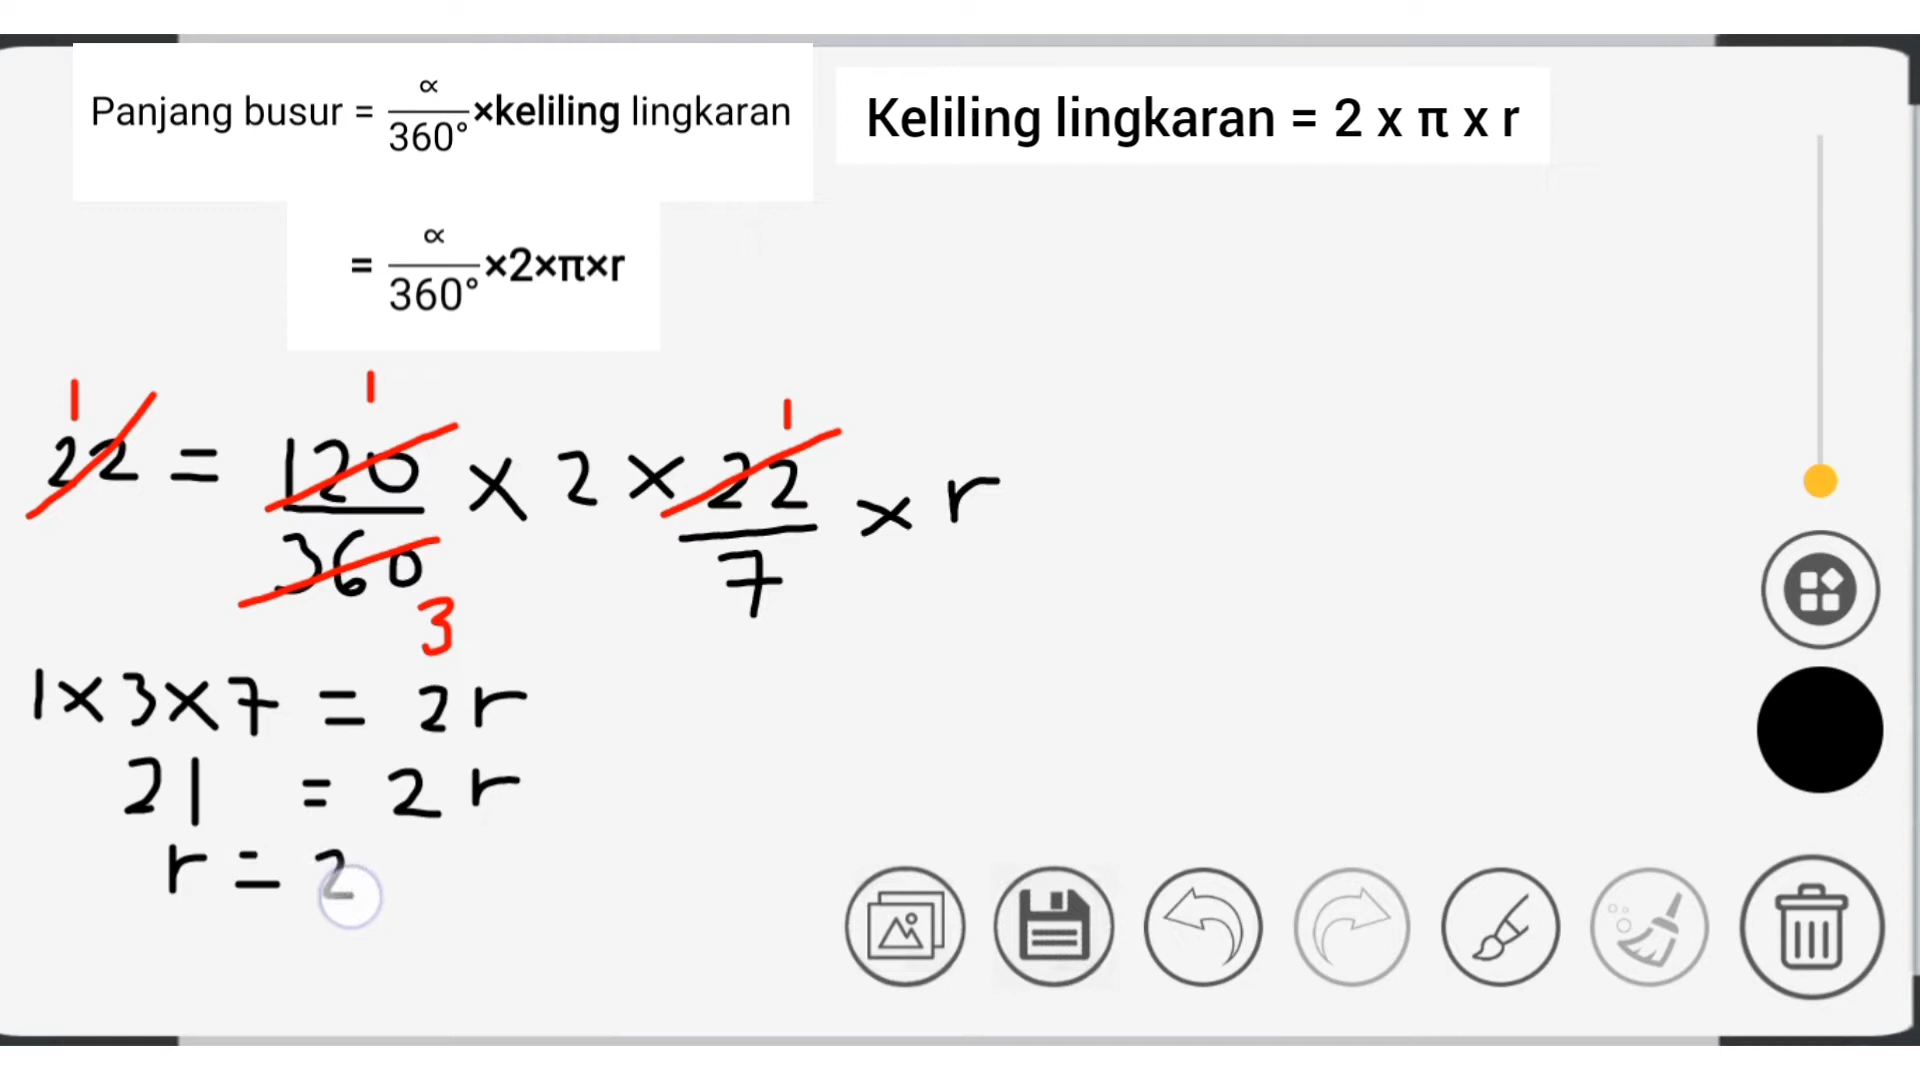 Panjang busur = ∝/360° ×keliling lingkaran
Keliling lingkaran = 2 x π x r
= ∝/360° ×2×π×r
1 1 1
22 = 120/360 × 2 × 22/7 × r
3
1×3×7 = 2r
21 = 2r
r = 2